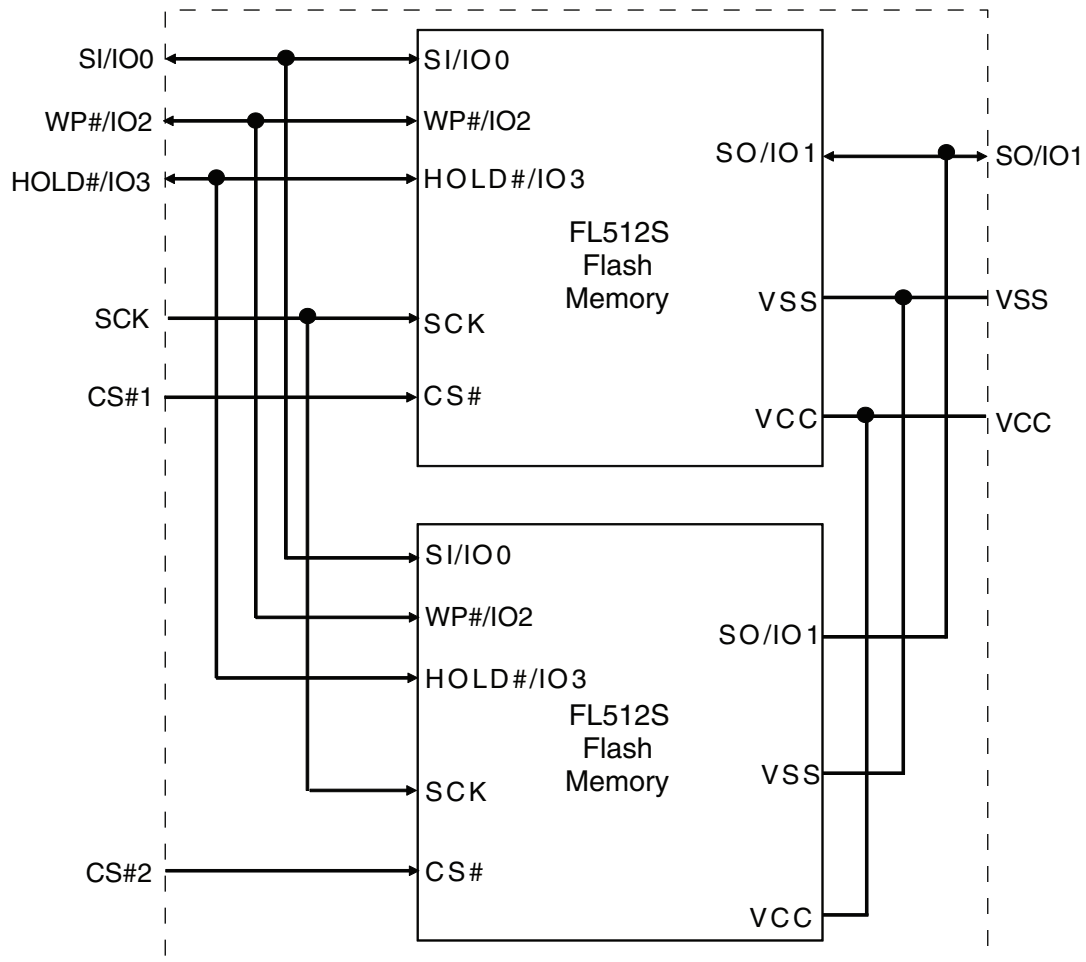 SI/IO0
WP#/IO2
HOLD#/IO3
SCK
CS#1
CS#2
SI/IO0
WP#/IO2
HOLD#/IO3
SCK
CS#
FL512S
Flash
Memory
SO/IO1
VSS
VCC
SI/IO0
WP#/IO2
HOLD#/IO3
SCK
CS#
FL512S
Flash
Memory
SO/IO1
VSS
VCC
SO/IO1
VSS
VCC